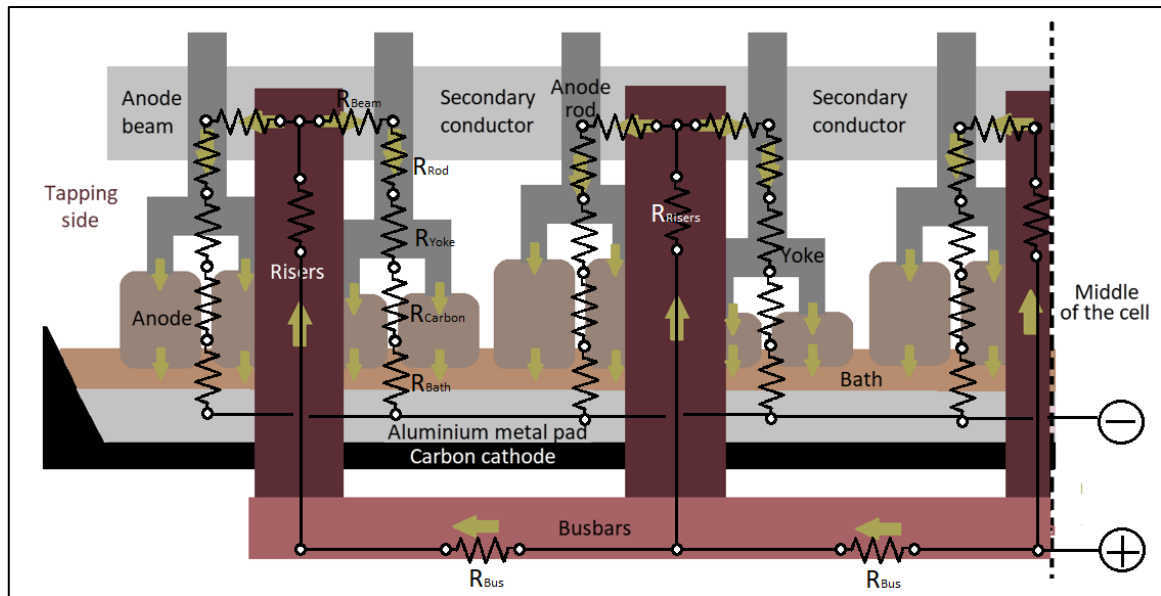 Anode
beam
RBeam
Secondary
conductor
Anode
rod
Secondary
conductor
RRod
Tapping
side
RYoke
RRisers
Yoke
Risers
Anode
RCarbon
Middle
of the cell
RBath
Bath
Aluminium metal pad
Carbon cathode
−
Busbars
+
RBus
RBus